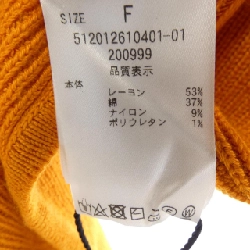 SIZE F
512012610401-01
200999
品質表示
本体
レーヨン 53%
綿 37%
ナイロン 9%
ポリウレタン 1%